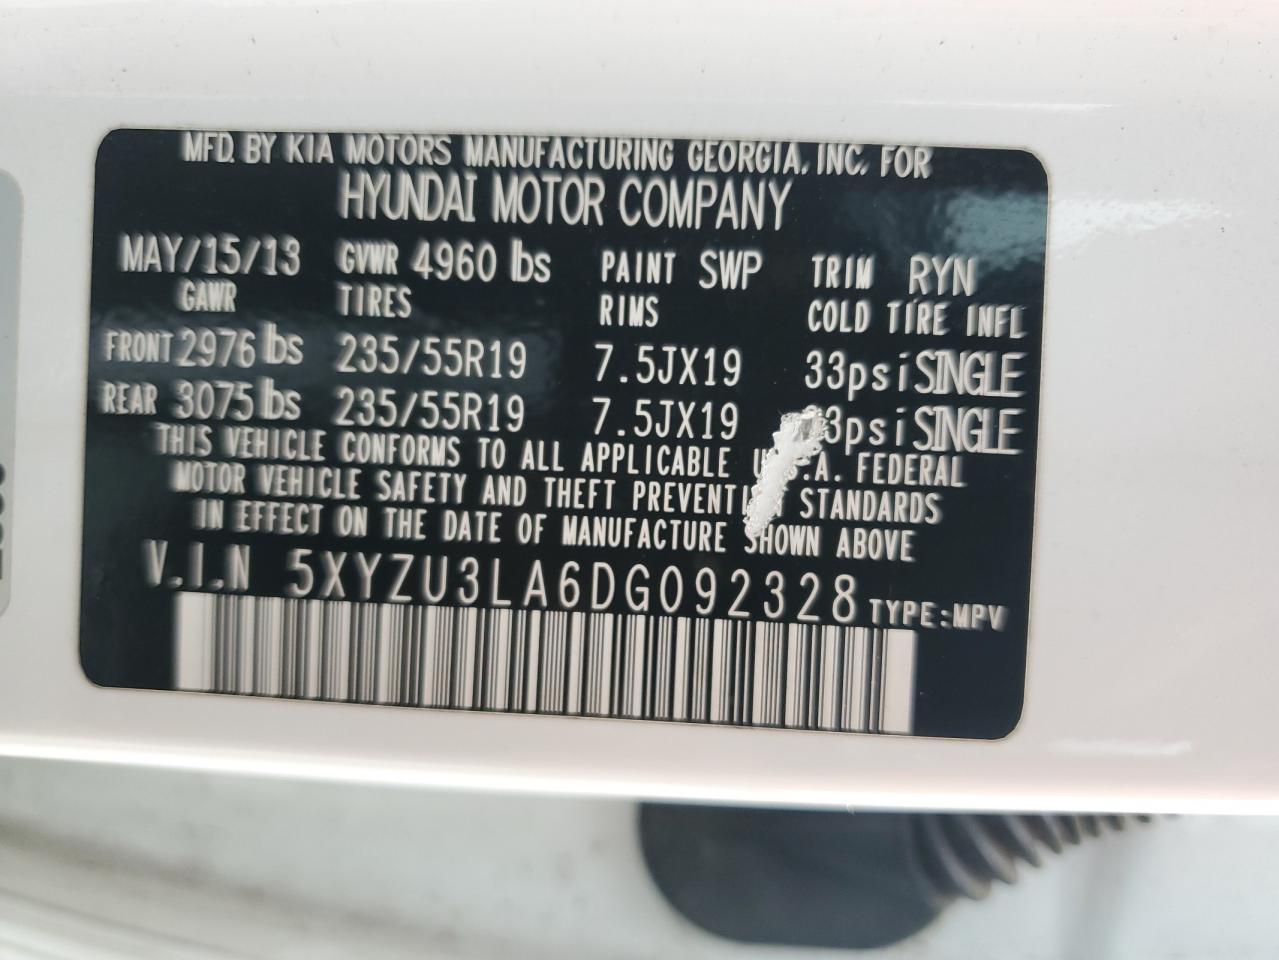 MFD. BY KIA MOTORS MANUFACTURING GEORGIA, INC. FOR
HYUNDAI MOTOR COMPANY
MAY/15/13 GVWR 4960 lbs PAINT SWP TRIM RYN
GAWR TIRES RIMS COLD TIRE INFL
FRONT 2976 lbs 235/55R19 7.5JX19 33psi SINGLE
REAR 3075 lbs 235/55R19 7.5JX19 3psi SINGLE
THIS VEHICLE CONFORMS TO ALL APPLICABLE U.S.A. FEDERAL
MOTOR VEHICLE SAFETY AND THEFT PREVENTION STANDARDS
IN EFFECT ON THE DATE OF MANUFACTURE SHOWN ABOVE
V.I.N 5XYZU3LA6DG092328 TYPE:MPV